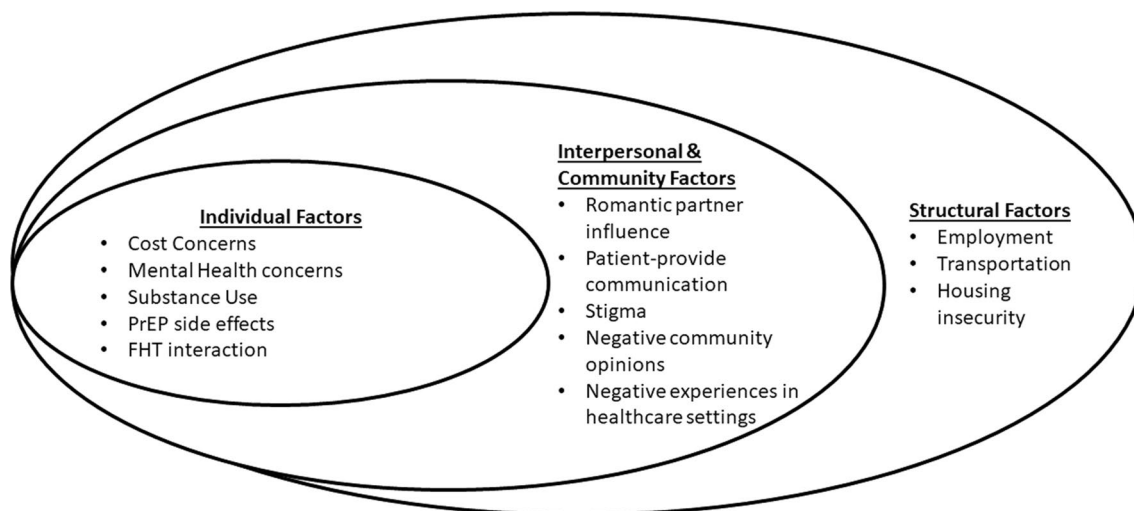 Individual Factors
• Cost Concerns
• Mental Health concerns
• Substance Use
• PrEP side effects
• FHT interaction
Interpersonal &
Community Factors
• Romantic partner
influence
• Patient-provide
communication
• Stigma
• Negative community
opinions
• Negative experiences in
healthcare settings
Structural Factors
• Employment
• Transportation
• Housing
insecurity